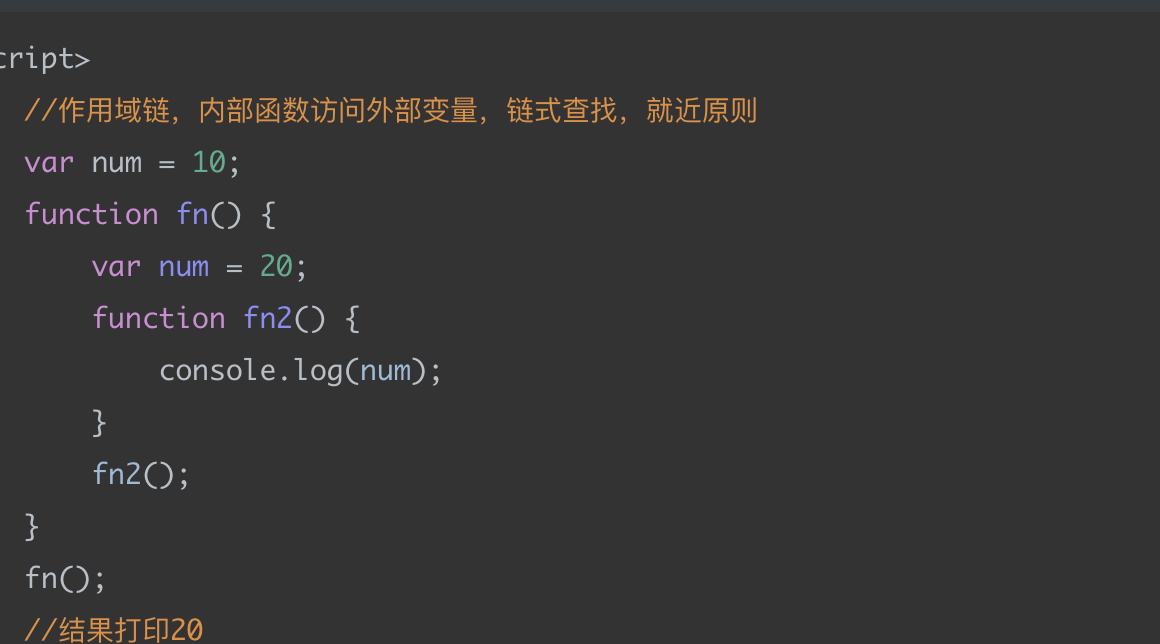 cript>
//作用域链，内部函数访问外部变量，链式查找，就近原则
var num = 10;
function fn() {
var num = 20;
function fn2() {
console.log(num);
}
fn2();
}
fn();
//结果打印20